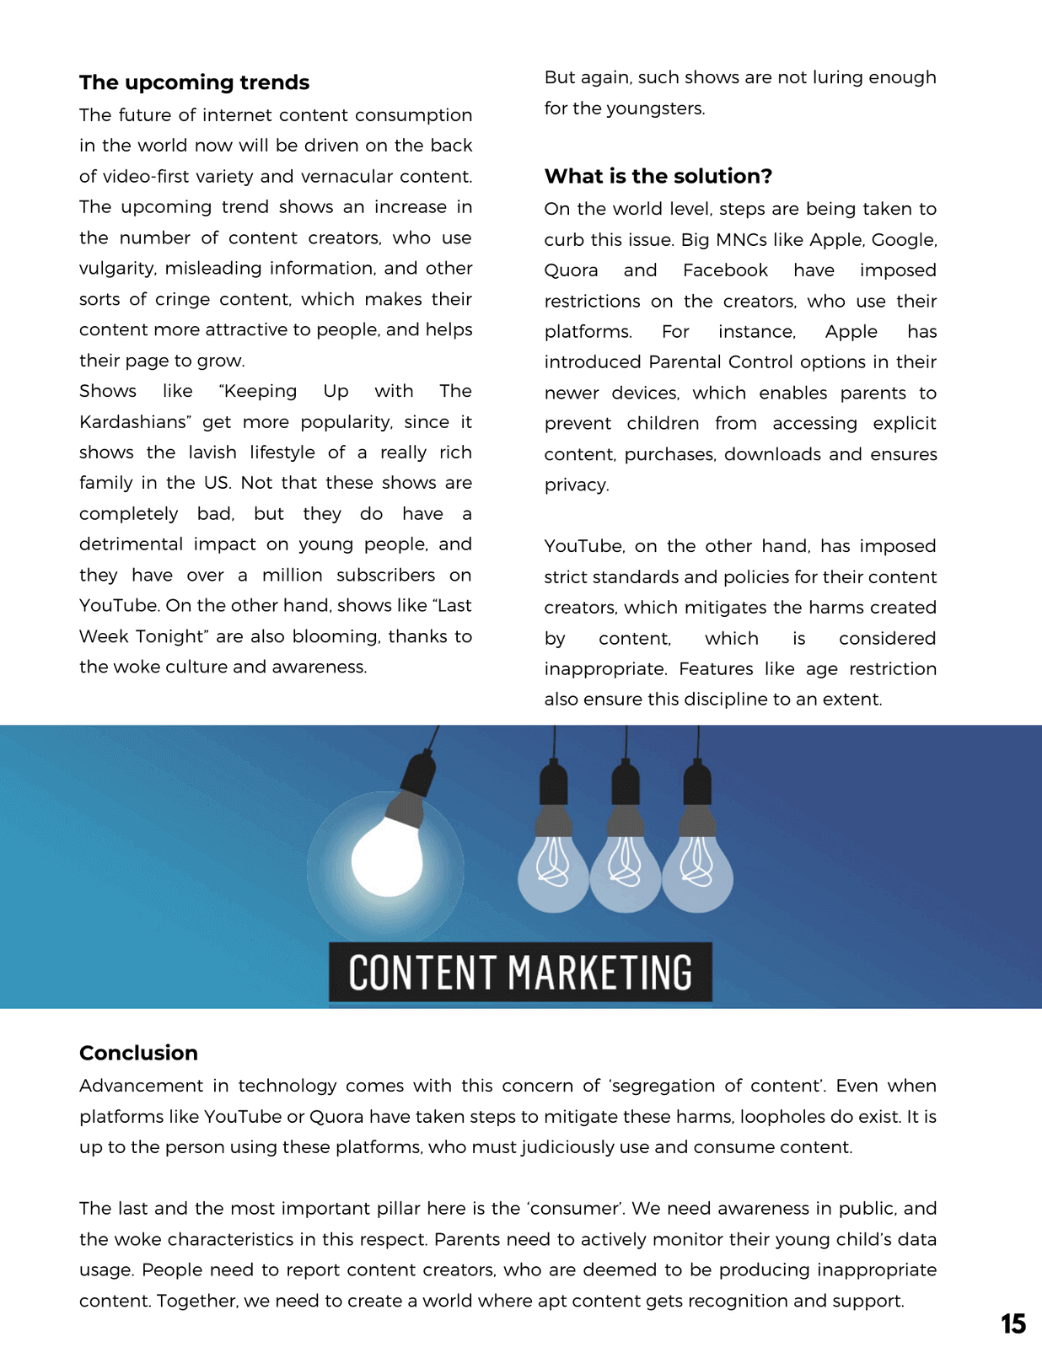 The upcoming trends
The future of internet content consumption
in the world now will be driven on the back
of video-first variety and vernacular content.
The upcoming trend shows an increase in
the number of content creators, who use
vulgarity, misleading information, and other
sorts of cringe content, which makes their
content more attractive to people, and helps
their page to grow.
Shows like “Keeping Up with The
Kardashians” get more popularity, since it
shows the lavish lifestyle of a really rich
family in the US. Not that these shows are
completely bad, but they do have a
detrimental impact on young people, and
they have over a million subscribers on
YouTube. On the other hand, shows like “Last
Week Tonight” are also blooming, thanks to
the woke culture and awareness.
But again, such shows are not luring enough
for the youngsters.
What is the solution?
On the world level, steps are being taken to
curb this issue. Big MNCs like Apple, Google,
Quora and Facebook have imposed
restrictions on the creators, who use their
platforms. For instance, Apple has
introduced Parental Control options in their
newer devices, which enables parents to
prevent children from accessing explicit
content, purchases, downloads and ensures
privacy.
YouTube, on the other hand, has imposed
strict standards and policies for their content
creators, which mitigates the harms created
by content, which is considered
inappropriate. Features like age restriction
also ensure this discipline to an extent.
CONTENT MARKETING
Conclusion
Advancement in technology comes with this concern of ‘segregation of content’. Even when
platforms like YouTube or Quora have taken steps to mitigate these harms, loopholes do exist. It is
up to the person using these platforms, who must judiciously use and consume content.
The last and the most important pillar here is the ‘consumer’. We need awareness in public, and
the woke characteristics in this respect. Parents need to actively monitor their young child’s data
usage. People need to report content creators, who are deemed to be producing inappropriate
content. Together, we need to create a world where apt content gets recognition and support.
15